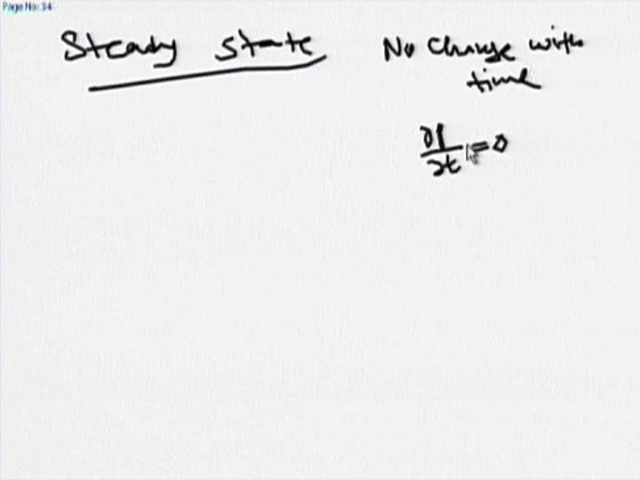 Page No: 34
Steady state
No change with
time
∂f/∂t = 0